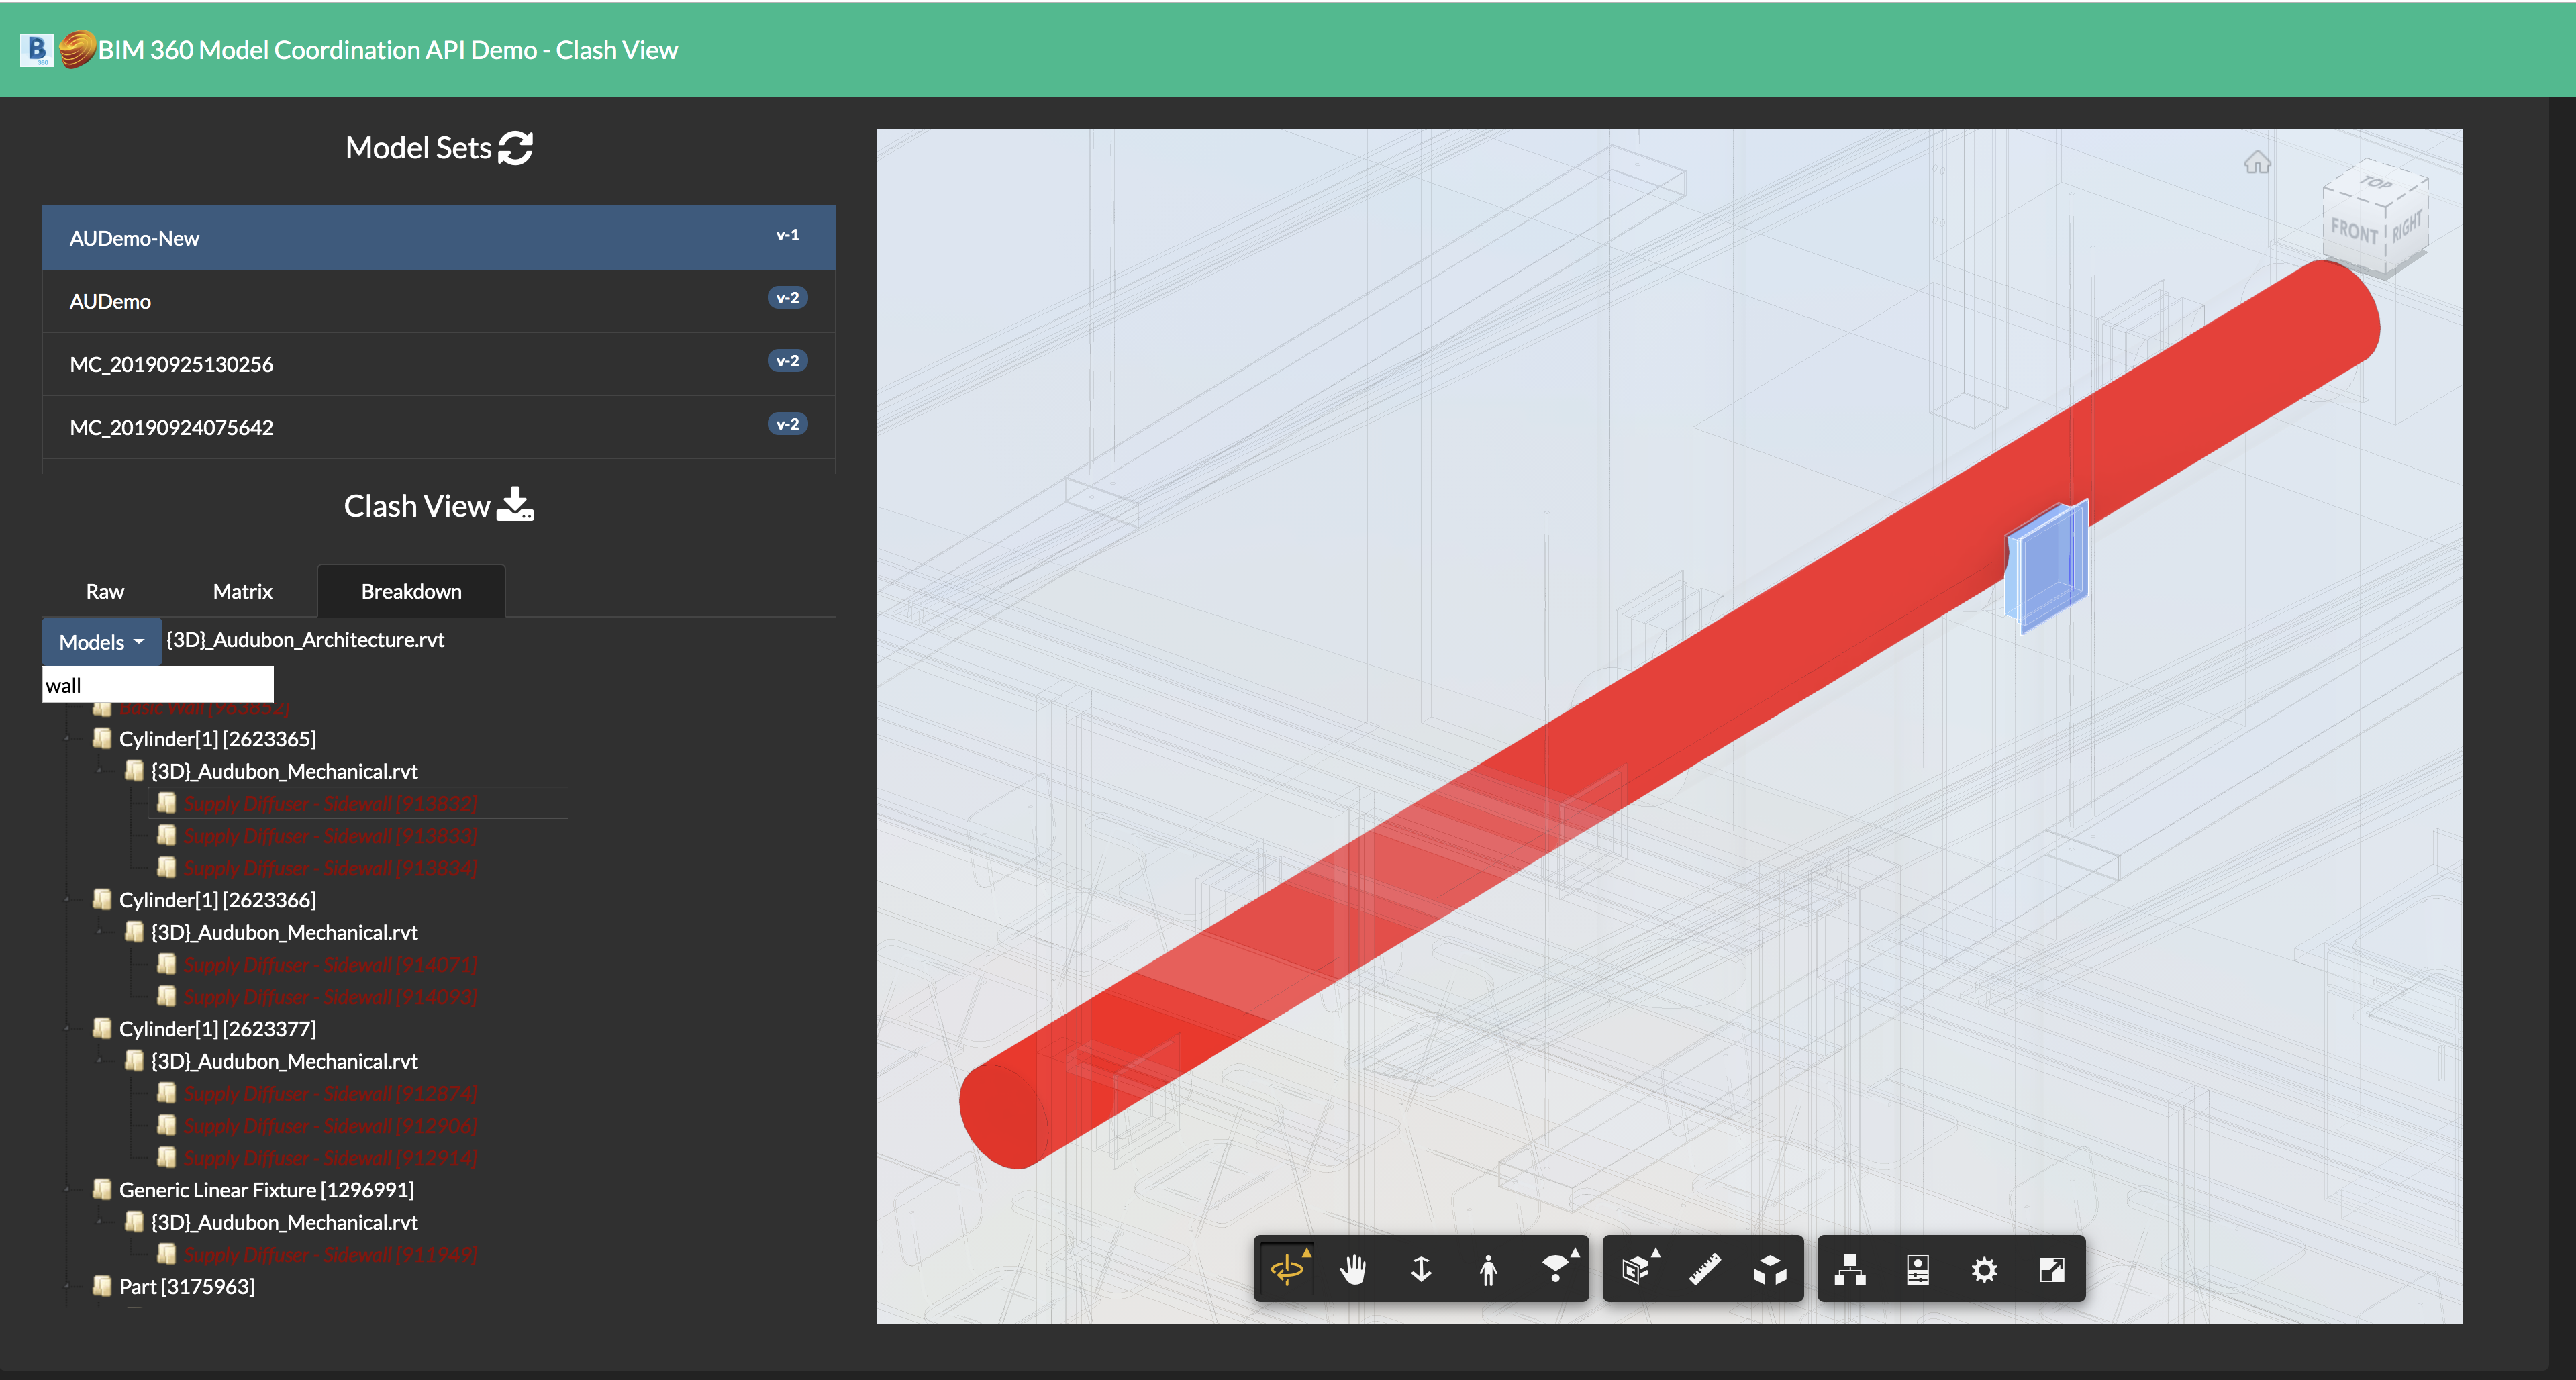 B
360
BIM 360 Model Coordination API Demo - Clash View
Model Sets
AUDemo-New v-1
AUDemo v-2
MC_20190925130256 v-2
MC_20190924075642 v-2
Clash View
Raw Matrix Breakdown
Models {3D}_Audubon_Architecture.rvt
wall
Basic Wall [963852]
Cylinder[1] [2623365]
{3D}_Audubon_Mechanical.rvt
Supply Diffuser - Sidewall [913832]
Supply Diffuser - Sidewall [913833]
Supply Diffuser - Sidewall [913834]
Cylinder[1] [2623366]
{3D}_Audubon_Mechanical.rvt
Supply Diffuser - Sidewall [914071]
Supply Diffuser - Sidewall [914093]
Cylinder[1] [2623377]
{3D}_Audubon_Mechanical.rvt
Supply Diffuser - Sidewall [912874]
Supply Diffuser - Sidewall [912906]
Supply Diffuser - Sidewall [912914]
Generic Linear Fixture [1296991]
{3D}_Audubon_Mechanical.rvt
Supply Diffuser - Sidewall [911949]
Part [3175963]
TOP
FRONT RIGHT